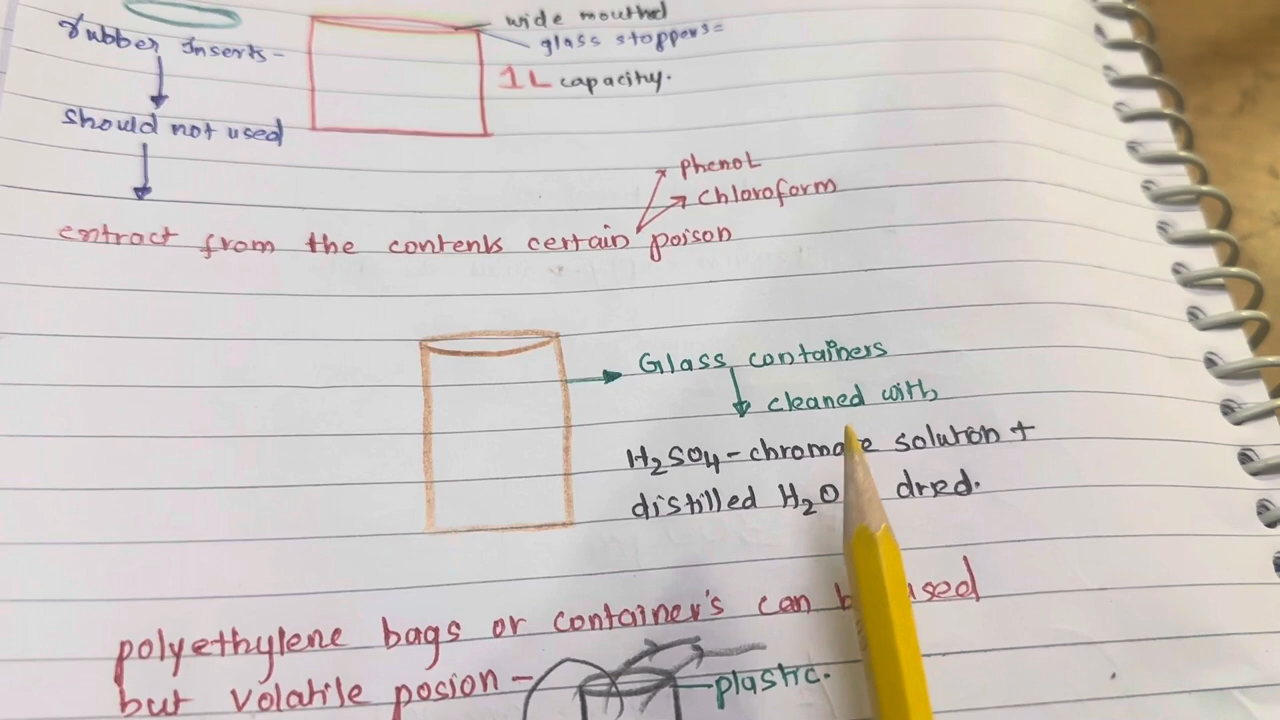 wide mouthed
glass stoppers=
1L capacity.
rubber Inserts-
should not used
phenol
chloroform
extract from the contents certain poison
Glass containers
cleaned with
H₂SO₄-chromate solution +
distilled H₂O dried.
polyethylene bags or container's can be used
but volatile posion -
plastic.